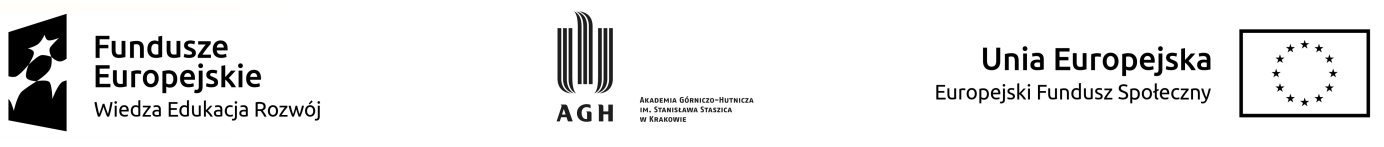 Fundusze
Europejskie
Wiedza Edukacja Rozwój
AGH
Akademia Górniczo-Hutnicza
im. Stanisława Staszica
w Krakowie
Unia Europejska
Europejski Fundusz Społeczny